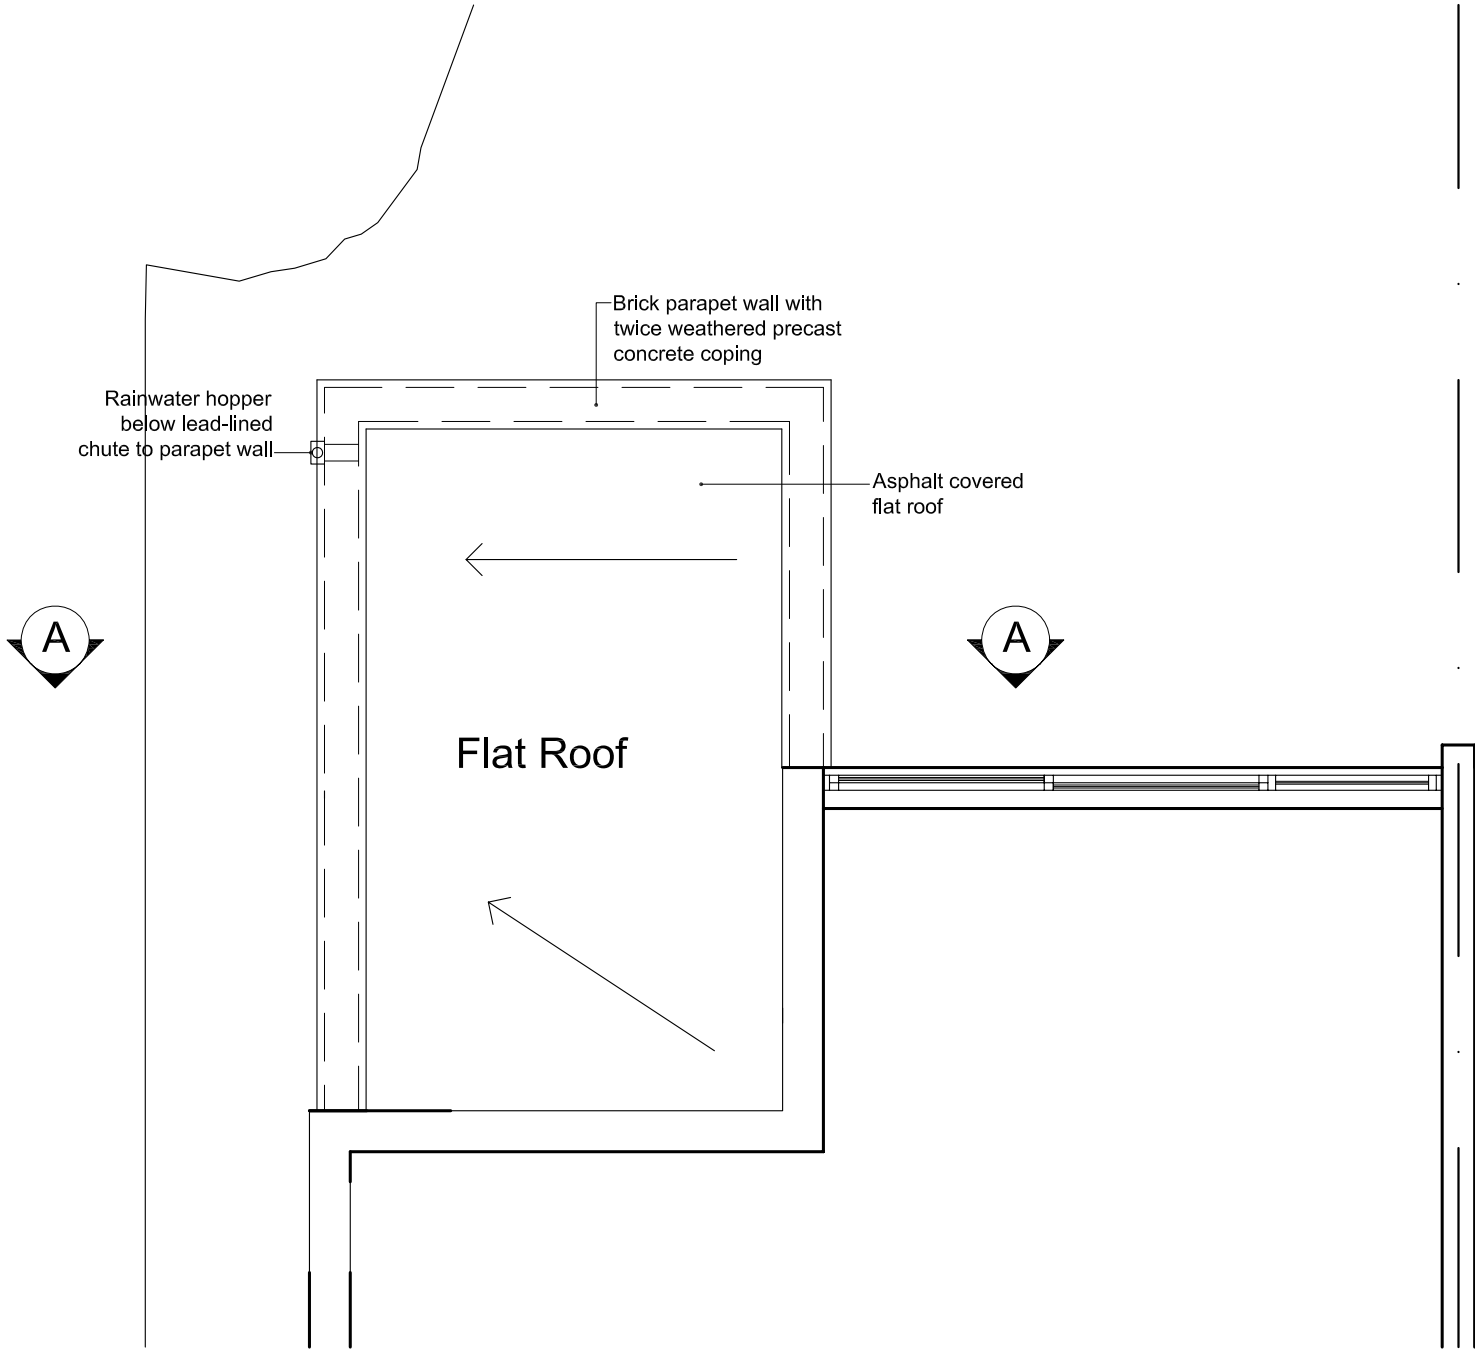 Brick parapet wall with
twice weathered precast
concrete coping
Rainwater hopper
below lead-lined
chute to parapet wall
Asphalt covered
flat roof
A
A
Flat Roof